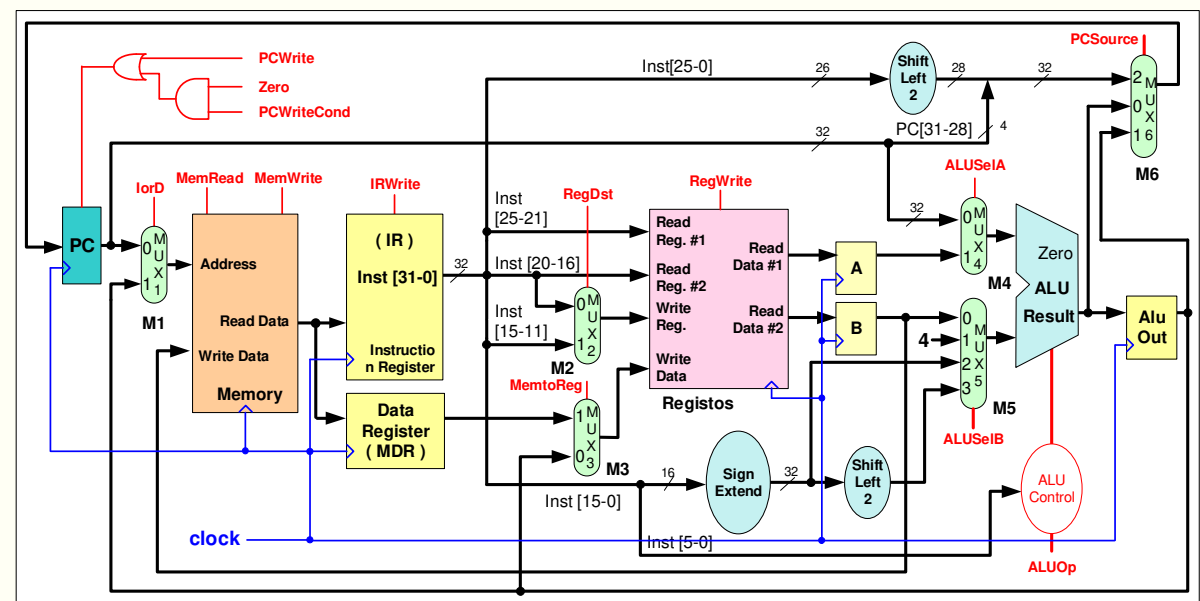 PCWrite
Zero
PCWriteCond
Inst[25-0]
26
Shift
Left
2
28
32
PCSource
2
0
1
M
U
X
6
M6
32
PC[31-28]
4
IorD
MemRead
MemWrite
IRWrite
RegDst
RegWrite
ALUSelA
PC
0
1
M
U
X
1
M1
Address
Read Data
Write Data
Memory
( IR )
Inst [31-0]
Instructio
n Register
32
Data
Register
( MDR )
Inst
[25-21]
Inst [20-16]
Inst
[15-11]
0
1
M
U
X
2
M2
MemtoReg
1
0
M
U
X
3
M3
Read
Reg. #1
Read
Reg. #2
Write
Reg.
Write
Data
Read
Data #1
Read
Data #2
Registos
A
B
32
0
1
M
U
X
4
M4
4
0
1
2
3
M
U
X
5
M5
ALUSelB
Zero
ALU
Result
Alu
Out
Inst [15-0]
16
Sign
Extend
32
Shift
Left
2
ALU
Control
ALUOp
Inst [5-0]
clock